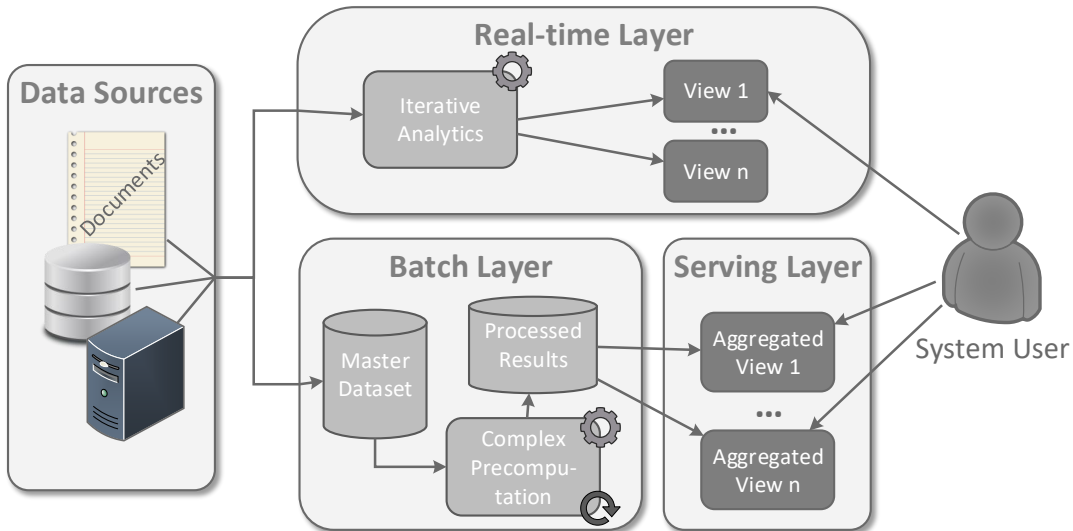 Data Sources
Documents
Real-time Layer
Iterative
Analytics
View 1
...
View n
Batch Layer
Master
Dataset
Processed
Results
Complex
Precompu-
tation
Serving Layer
Aggregated
View 1
...
Aggregated
View n
System User